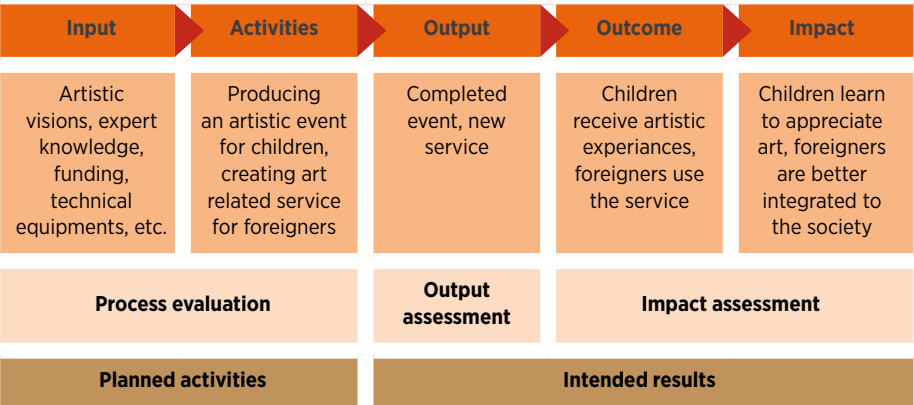 Input
Activities
Output
Outcome
Impact
Artistic
visions, expert
knowledge,
funding,
technical
equipments, etc.
Producing
an artistic event
for children,
creating art
related service
for foreigners
Completed
event, new
service
Children
receive artistic
experiances,
foreigners use
the service
Children learn
to appreciate
art, foreigners
are better
integrated to
the society
Process evaluation
Output
assessment
Impact assessment
Planned activities
Intended results